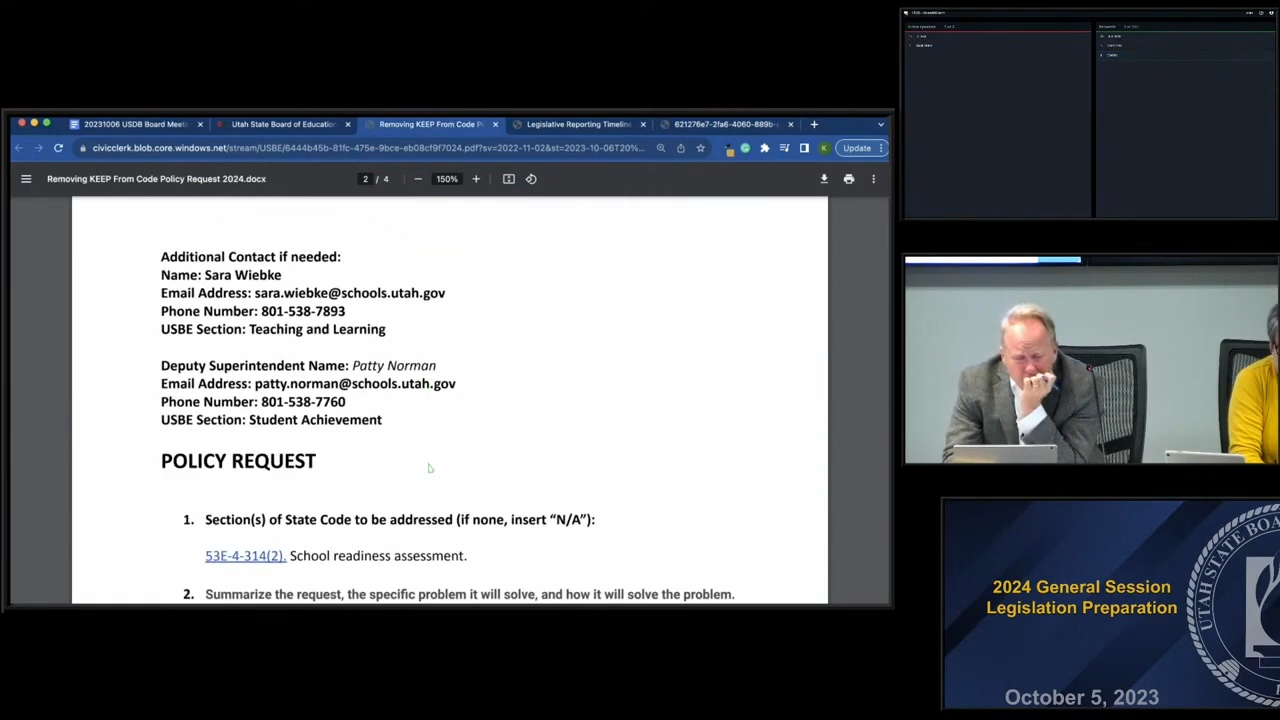 20231006 USDB Board Meeti
Utah State Board of Education
Removing KEEP From Code P
Legislative Reporting Timeline
621276e7-2fa6-4060-889b-
civicclerk.blob.core.windows.net/stream/USBE/6444b45b-81fc-475e-9bce-eb08cf9f7024.pdf?sv=2022-11-02&st=2023-10-06T20%...
K
Update
Removing KEEP From Code Policy Request 2024.docx
2 / 4
150%
Additional Contact if needed:
Name: Sara Wiebke
Email Address: sara.wiebke@schools.utah.gov
Phone Number: 801-538-7893
USBE Section: Teaching and Learning
Deputy Superintendent Name: Patty Norman
Email Address: patty.norman@schools.utah.gov
Phone Number: 801-538-7760
USBE Section: Student Achievement
POLICY REQUEST
1. Section(s) of State Code to be addressed (if none, insert “N/A”):
53E-4-314(2). School readiness assessment.
2. Summarize the request, the specific problem it will solve, and how it will solve the problem.
2024 General Session
Legislation Preparation
UTAH STATE BOAR
October 5, 2023